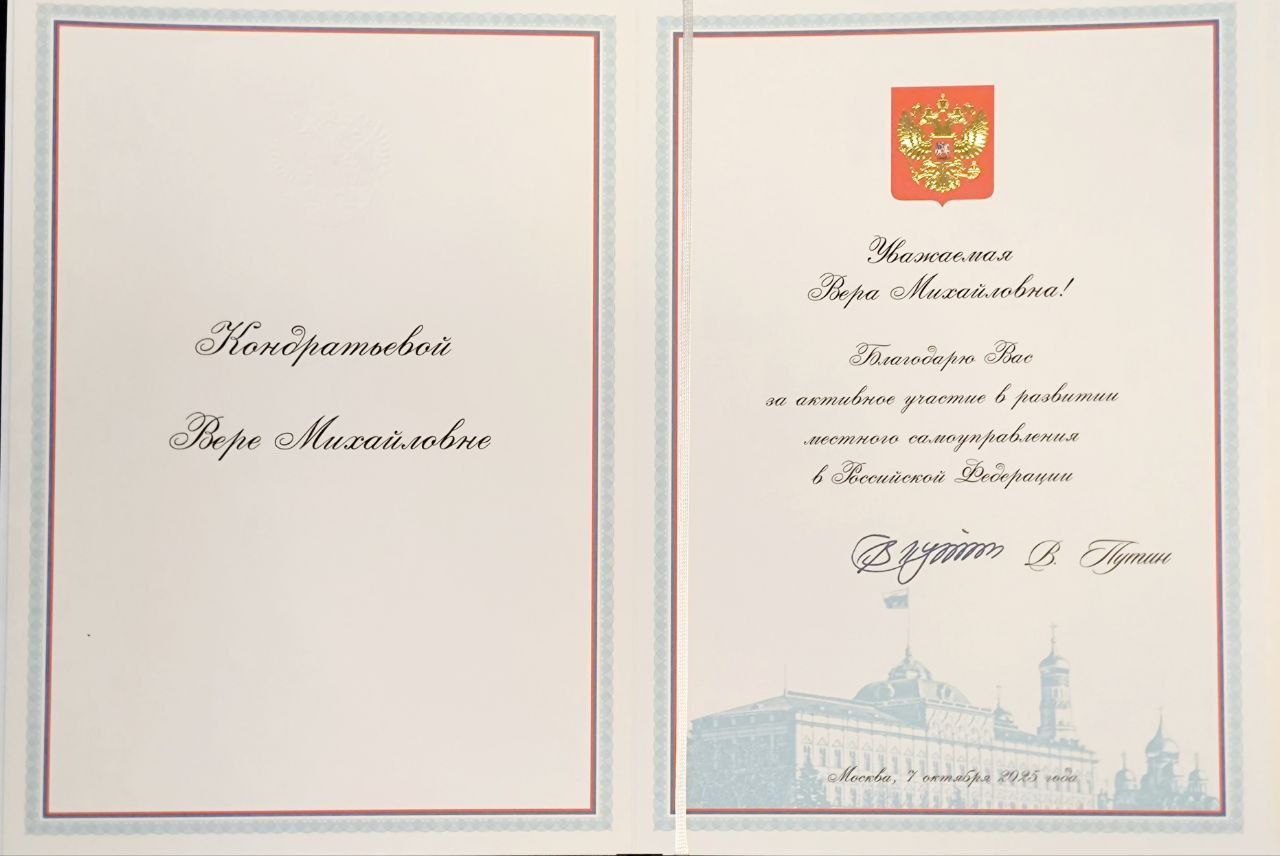 Кондратьевой
Вере Михайловне
Уважаемая
Вера Михайловна!
Благодарю Вас
за активное участие в развитии
местного самоуправления
в Российской Федерации
В. Путин
Москва, 7 октября 2025 года